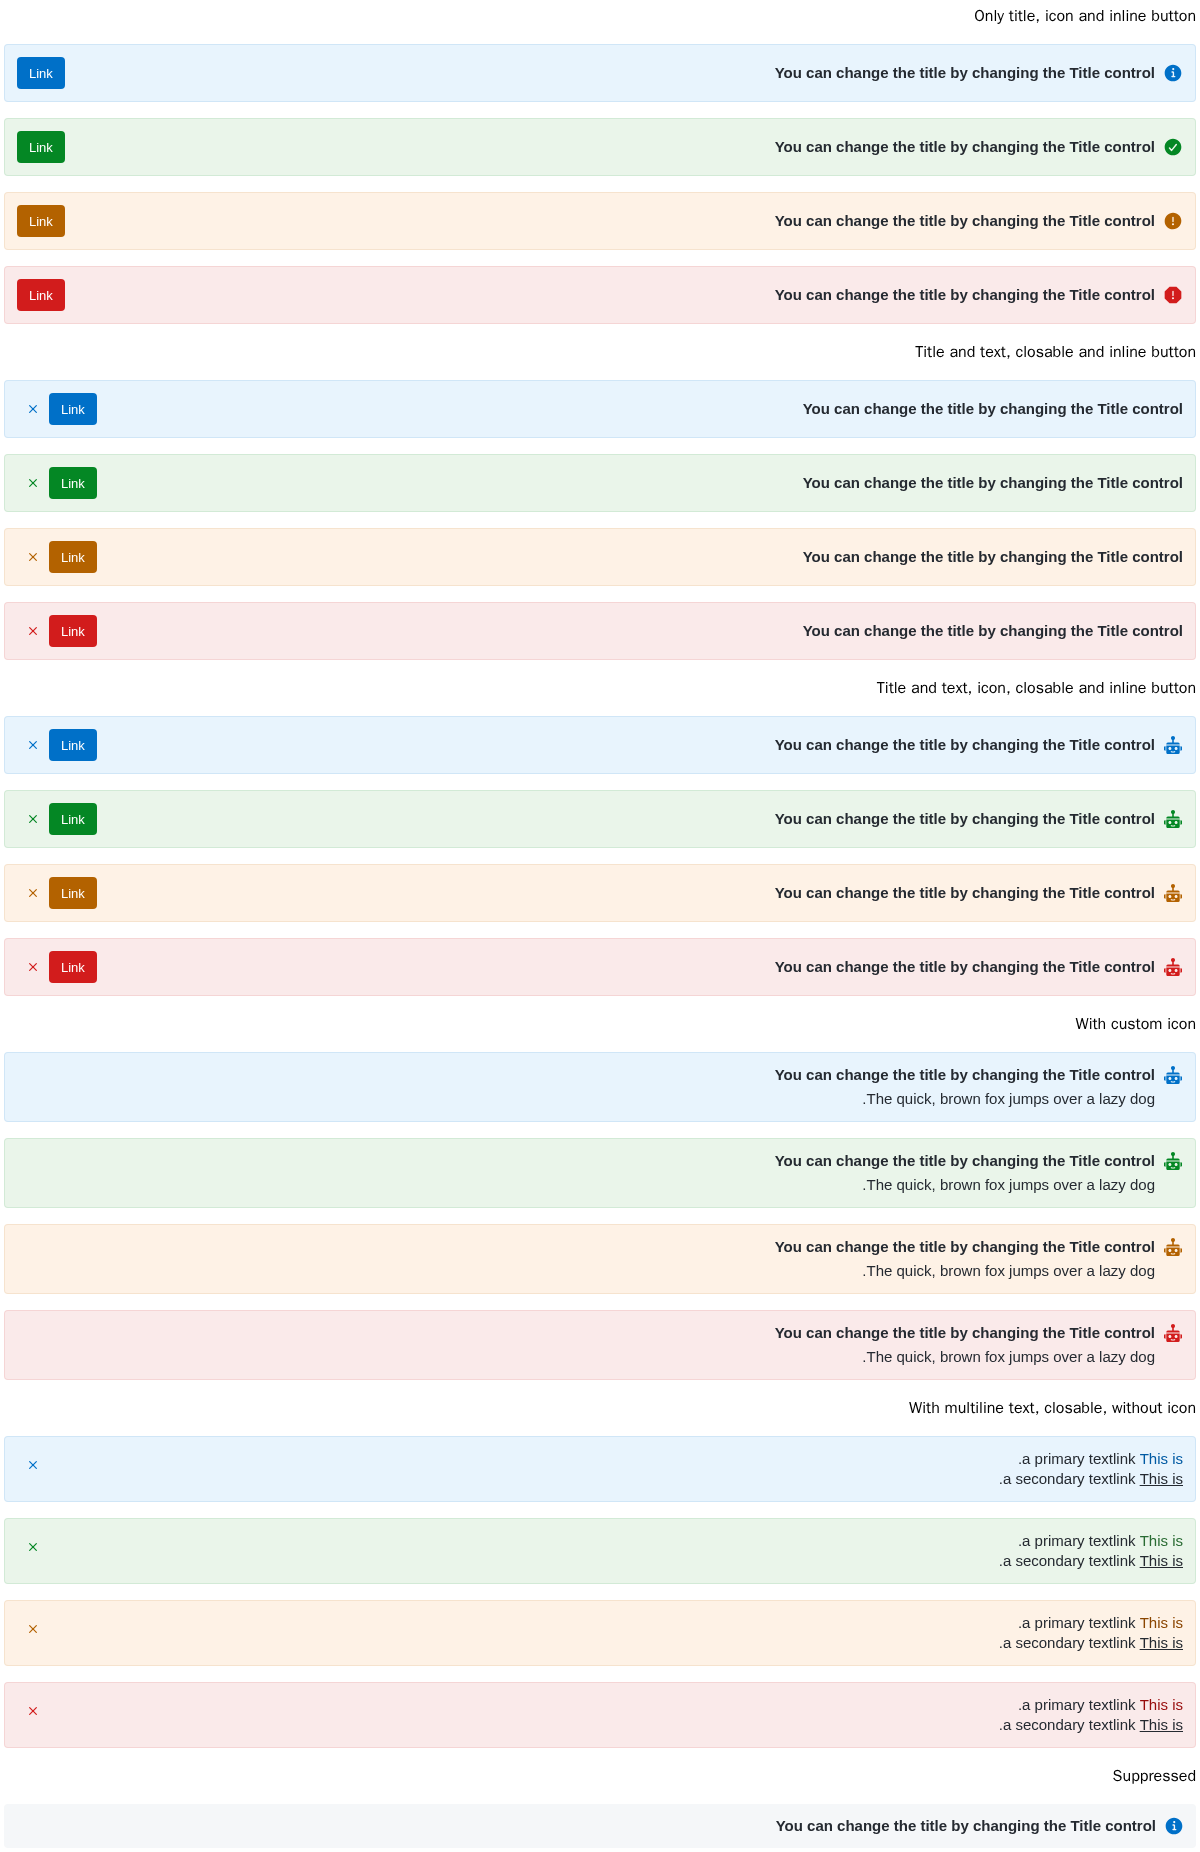 Only title, icon and inline button
You can change the title by changing the Title control Link
You can change the title by changing the Title control Link
You can change the title by changing the Title control Link
You can change the title by changing the Title control Link
Title and text, closable and inline button
You can change the title by changing the Title control Link
You can change the title by changing the Title control Link
You can change the title by changing the Title control Link
You can change the title by changing the Title control Link
Title and text, icon, closable and inline button
You can change the title by changing the Title control Link
You can change the title by changing the Title control Link
You can change the title by changing the Title control Link
You can change the title by changing the Title control Link
With custom icon
You can change the title by changing the Title control
.The quick, brown fox jumps over a lazy dog
You can change the title by changing the Title control
.The quick, brown fox jumps over a lazy dog
You can change the title by changing the Title control
.The quick, brown fox jumps over a lazy dog
You can change the title by changing the Title control
.The quick, brown fox jumps over a lazy dog
With multiline text, closable, without icon
.a primary textlink This is
.a secondary textlink This is
.a primary textlink This is
.a secondary textlink This is
.a primary textlink This is
.a secondary textlink This is
.a primary textlink This is
.a secondary textlink This is
Suppressed
You can change the title by changing the Title control